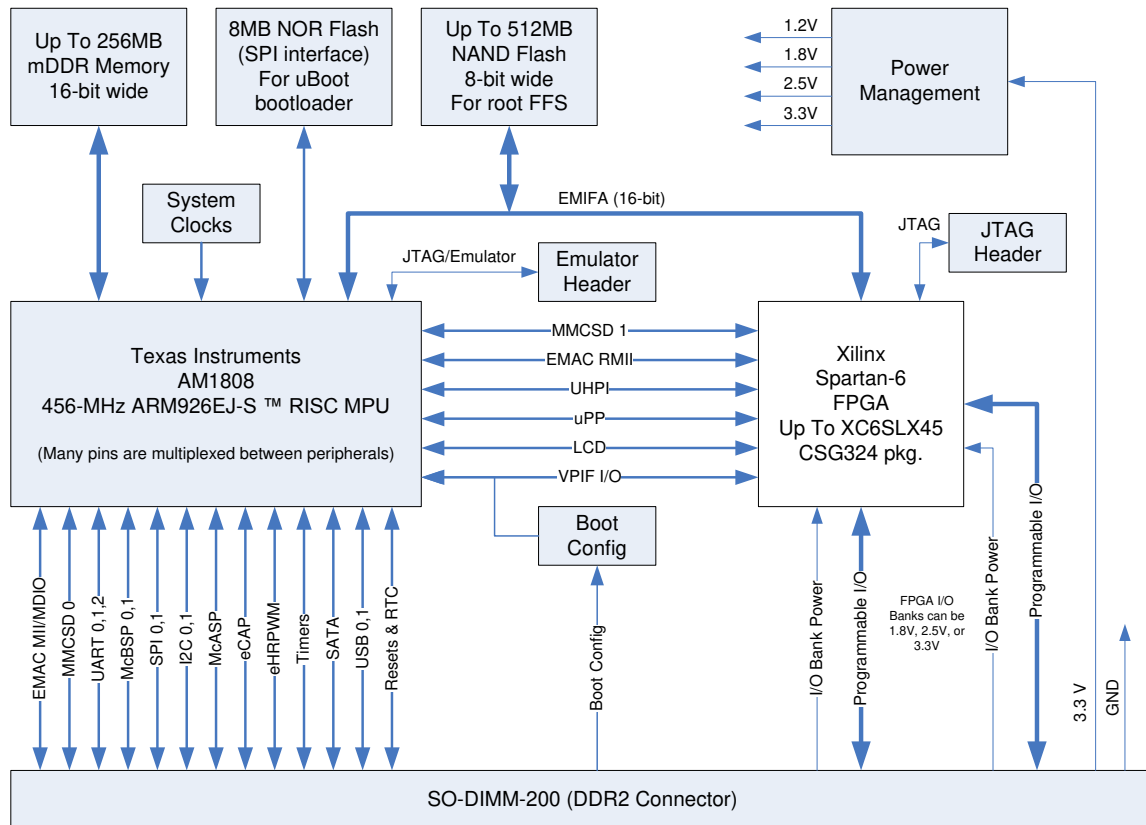 Up To 256MB
mDDR Memory
16-bit wide
8MB NOR Flash
(SPI interface)
For uBoot
bootloader
Up To 512MB
NAND Flash
8-bit wide
For root FFS
1.2V
1.8V
2.5V
3.3V
Power
Management
System
Clocks
EMIFA (16-bit)
JTAG/Emulator
Emulator
Header
JTAG
JTAG
Header
Texas Instruments
AM1808
456-MHz ARM926EJ-S ™ RISC MPU
(Many pins are multiplexed between peripherals)
MMCSD 1
EMAC RMII
UHPI
uPP
LCD
VPIF I/O
Xilinx
Spartan-6
FPGA
Up To XC6SLX45
CSG324 pkg.
Boot
Config
EMAC MII/MDIO
MMCSD 0
UART 0,1,2
McBSP 0,1
SPI 0,1
I2C 0,1
McASP
eCAP
eHRPWM
Timers
SATA
USB 0,1
Resets & RTC
Boot Config
I/O Bank Power
Programmable I/O
FPGA I/O
Banks can be
1.8V, 2.5V, or
3.3V
I/O Bank Power
Programmable I/O
3.3 V
GND
SO-DIMM-200 (DDR2 Connector)